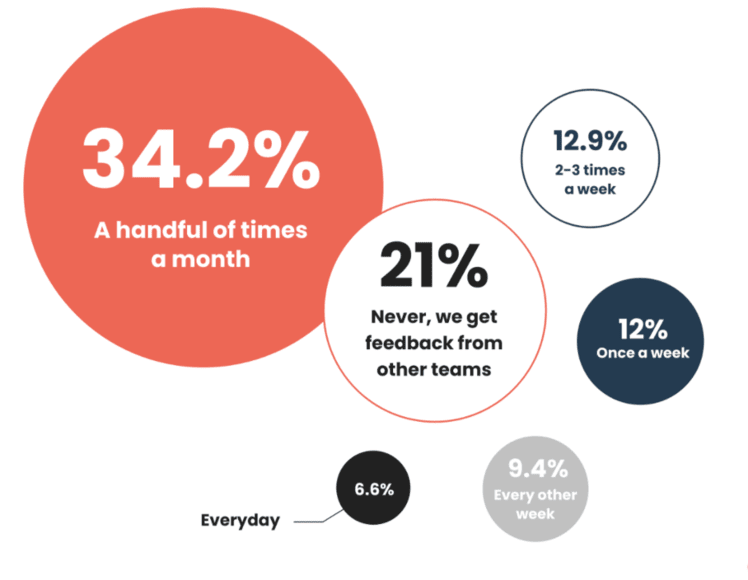 34.2%
A handful of times
a month
12.9%
2-3 times
a week
21%
Never, we get
feedback from
other teams
12%
Once a week
6.6%
Everyday
9.4%
Every other
week